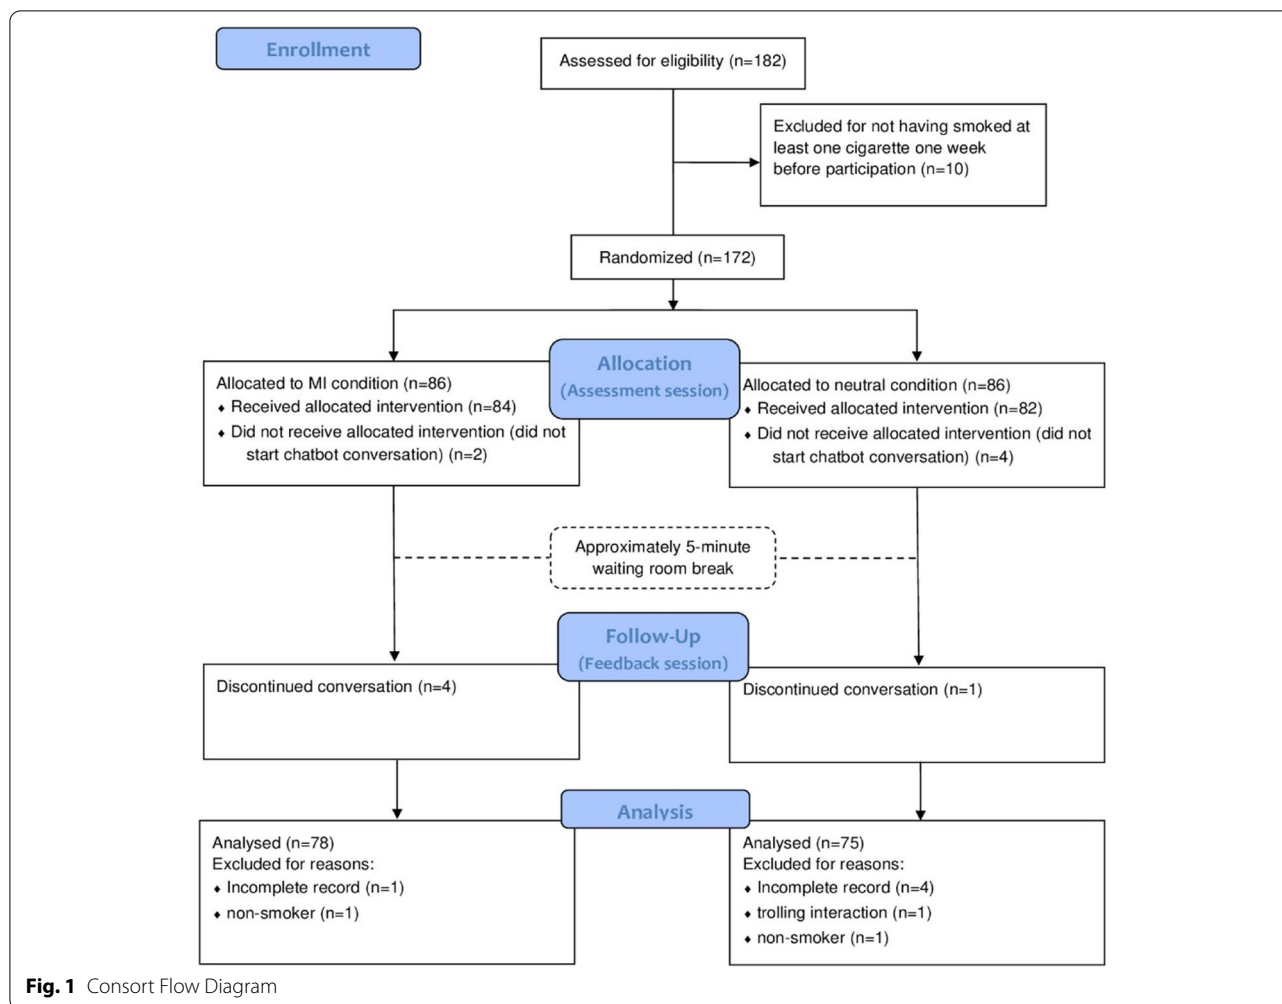 Enrollment
Assessed for eligibility (n=182)
Excluded for not having smoked at
least one cigarette one week
before participation (n=10)
Randomized (n=172)
Allocation
(Assessment session)
Allocated to MI condition (n=86)
♦ Received allocated intervention (n=84)
♦ Did not receive allocated intervention (did not
start chatbot conversation) (n=2)
Allocated to neutral condition (n=86)
♦ Received allocated intervention (n=82)
♦ Did not receive allocated intervention (did not
start chatbot conversation) (n=4)
Approximately 5-minute
waiting room break
Follow-Up
(Feedback session)
Discontinued conversation (n=4)
Discontinued conversation (n=1)
Analysis
Analysed (n=78)
Excluded for reasons:
♦ Incomplete record (n=1)
♦ non-smoker (n=1)
Analysed (n=75)
Excluded for reasons:
♦ Incomplete record (n=4)
♦ trolling interaction (n=1)
♦ non-smoker (n=1)
Fig. 1 Consort Flow Diagram